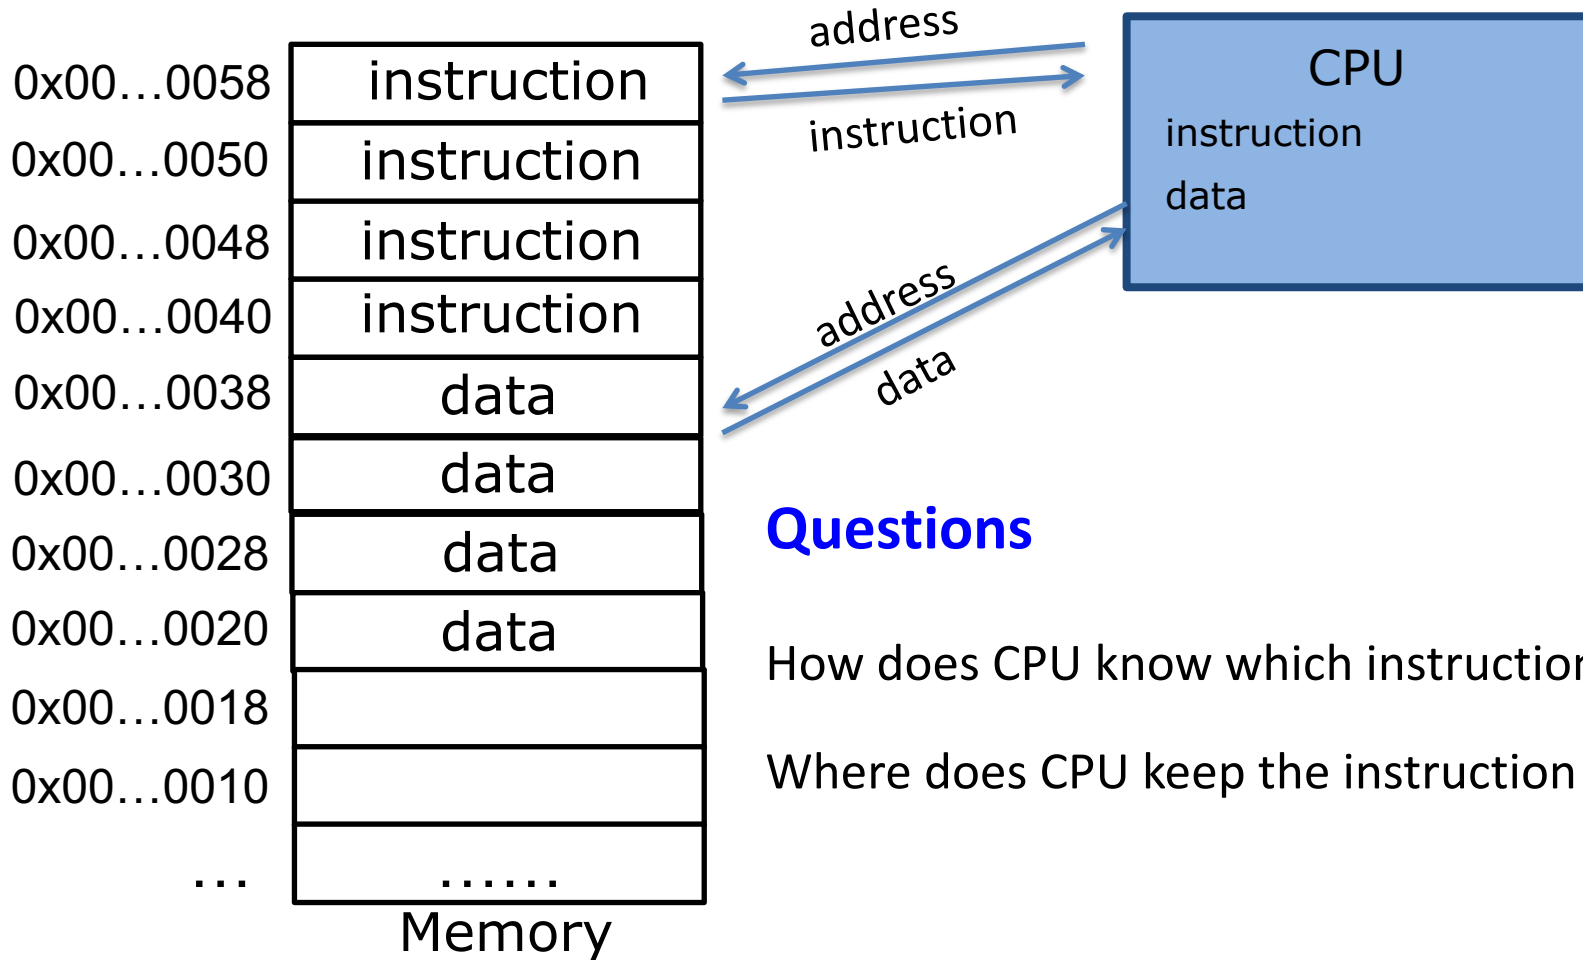 0x00…0058 instruction
0x00…0050 instruction
0x00…0048 instruction
0x00…0040 instruction
0x00…0038 data
0x00…0030 data
0x00…0028 data
0x00…0020 data
0x00…0018
0x00…0010
… ……
Memory
address
instruction
address
data
CPU
instruction
data
Questions
How does CPU know which instruction
Where does CPU keep the instruction